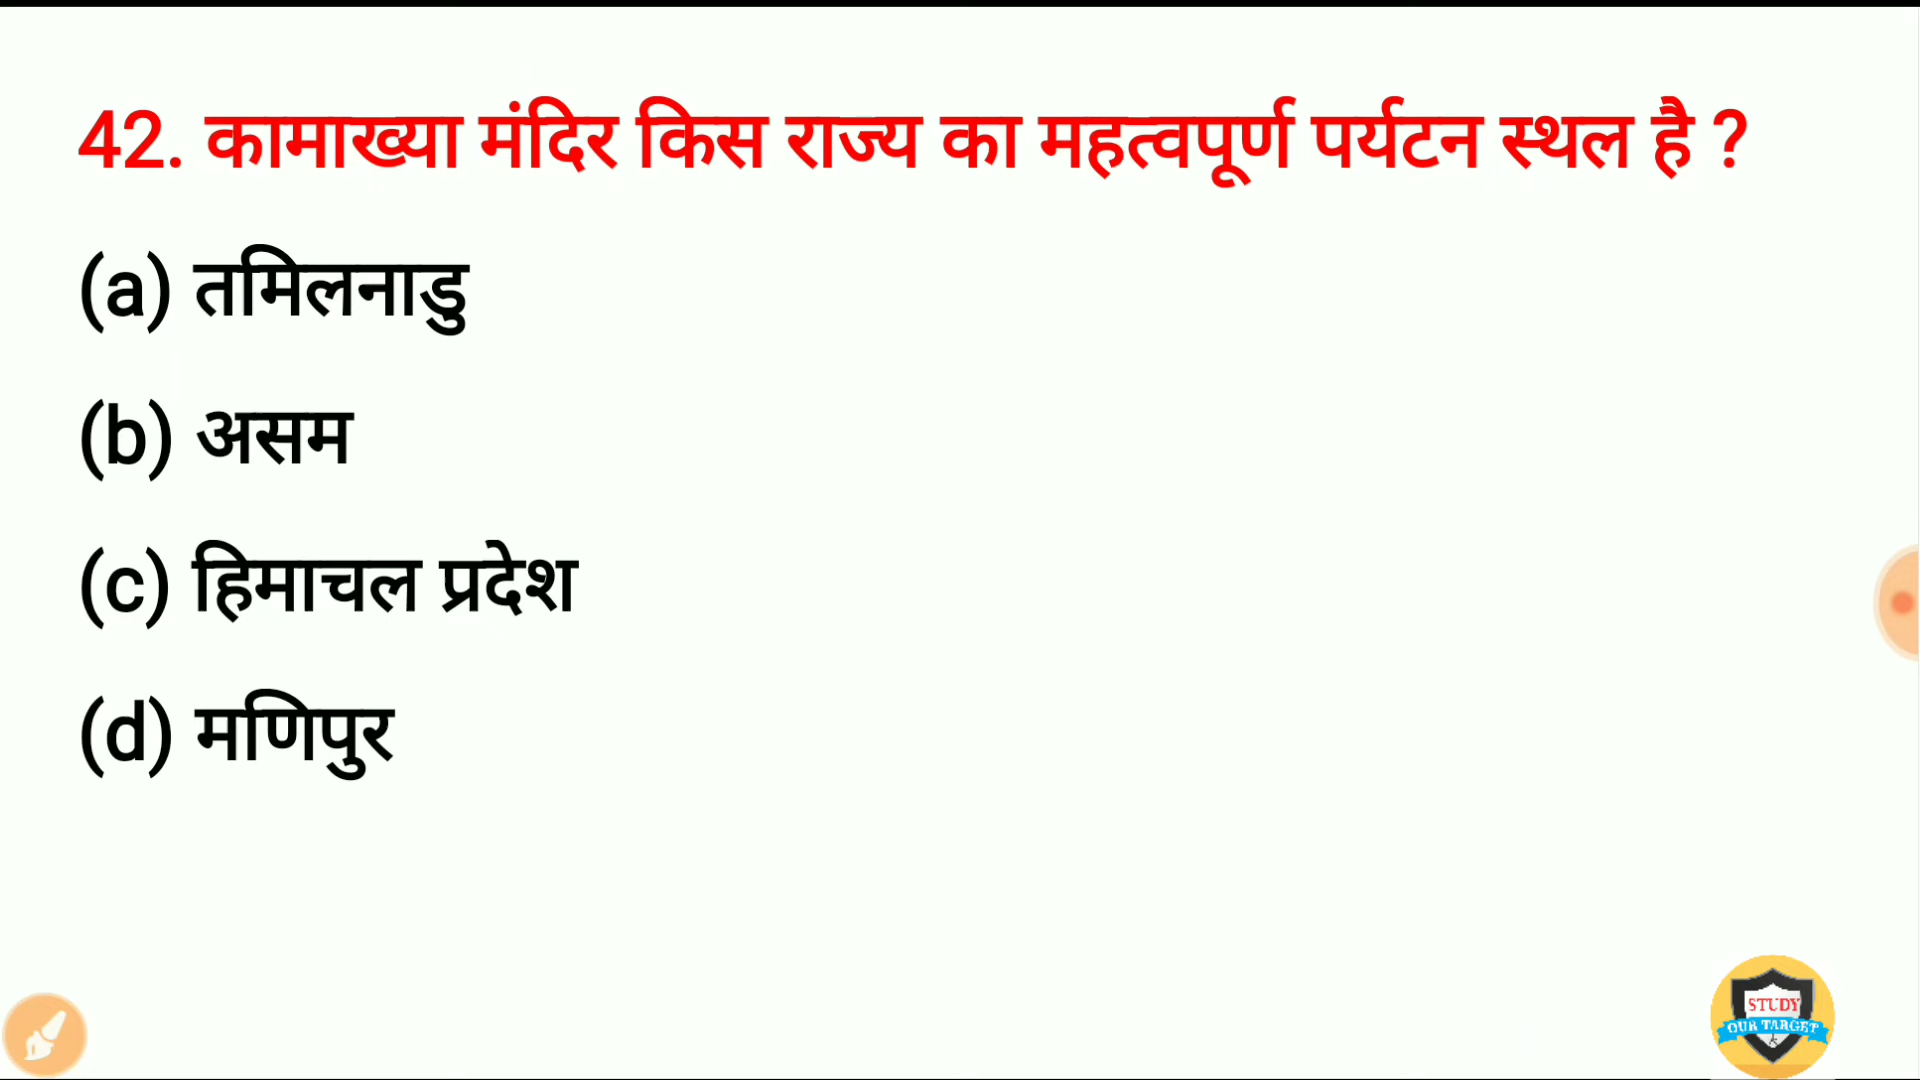 42. कामाख्या मंदिर किस राज्य का महत्वपूर्ण पर्यटन स्थल है ?
(a) तमिलनाडु
(b) असम
(c) हिमाचल प्रदेश
(d) मणिपुर
STUDY
OUR TARGET